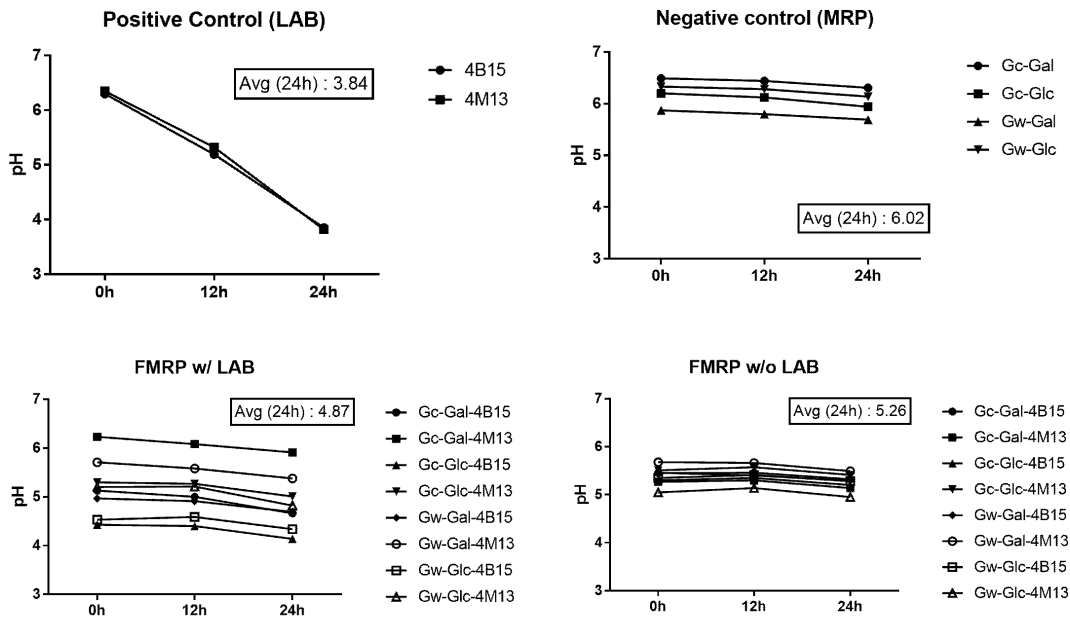 Positive Control (LAB)
7
6
5
4
3
pH
0h 12h 24h
Avg (24h) : 3.84
4B15
4M13
Negative control (MRP)
7
6
5
4
3
pH
0h 12h 24h
Avg (24h) : 6.02
Gc-Gal
Gc-Glc
Gw-Gal
Gw-Glc
FMRP w/ LAB
7
6
5
4
3
pH
0h 12h 24h
Avg (24h) : 4.87
Gc-Gal-4B15
Gc-Gal-4M13
Gc-Glc-4B15
Gc-Glc-4M13
Gw-Gal-4B15
Gw-Gal-4M13
Gw-Glc-4B15
Gw-Glc-4M13
FMRP w/o LAB
7
6
5
4
3
pH
0h 12h 24h
Avg (24h) : 5.26
Gc-Gal-4B15
Gc-Gal-4M13
Gc-Glc-4B15
Gc-Glc-4M13
Gw-Gal-4B15
Gw-Gal-4M13
Gw-Glc-4B15
Gw-Glc-4M13